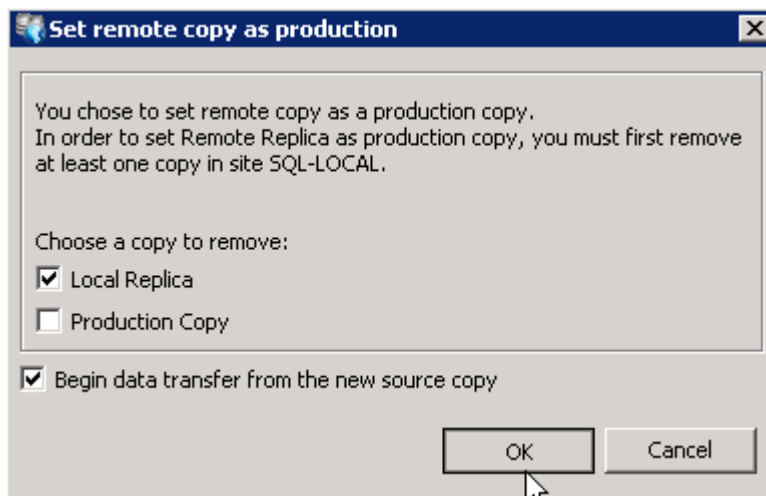 Set remote copy as production
You chose to set remote copy as a production copy.
In order to set Remote Replica as production copy, you must first remove
at least one copy in site SQL-LOCAL.
Choose a copy to remove:
Local Replica
Production Copy
Begin data transfer from the new source copy
OK
Cancel